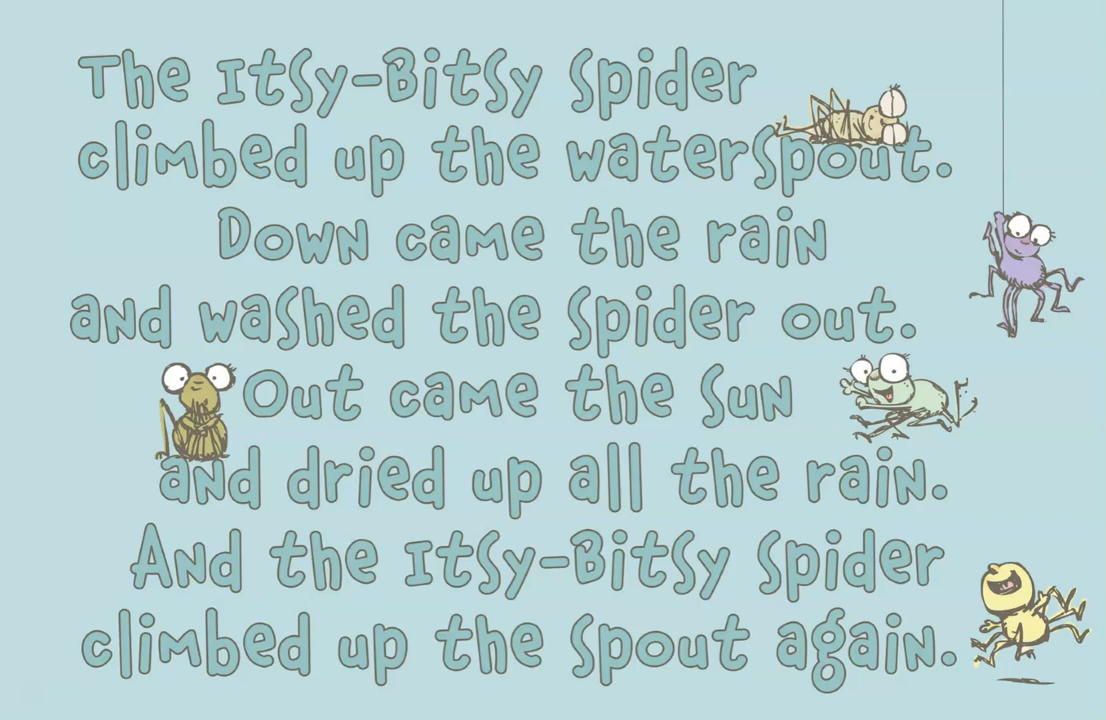 The Itsy-Bitsy Spider
climbed up the waterspout.
Down came the rain
and washed the spider out.
Out came the sun
and dried up all the rain.
And the Itsy-Bitsy Spider
climbed up the spout again.